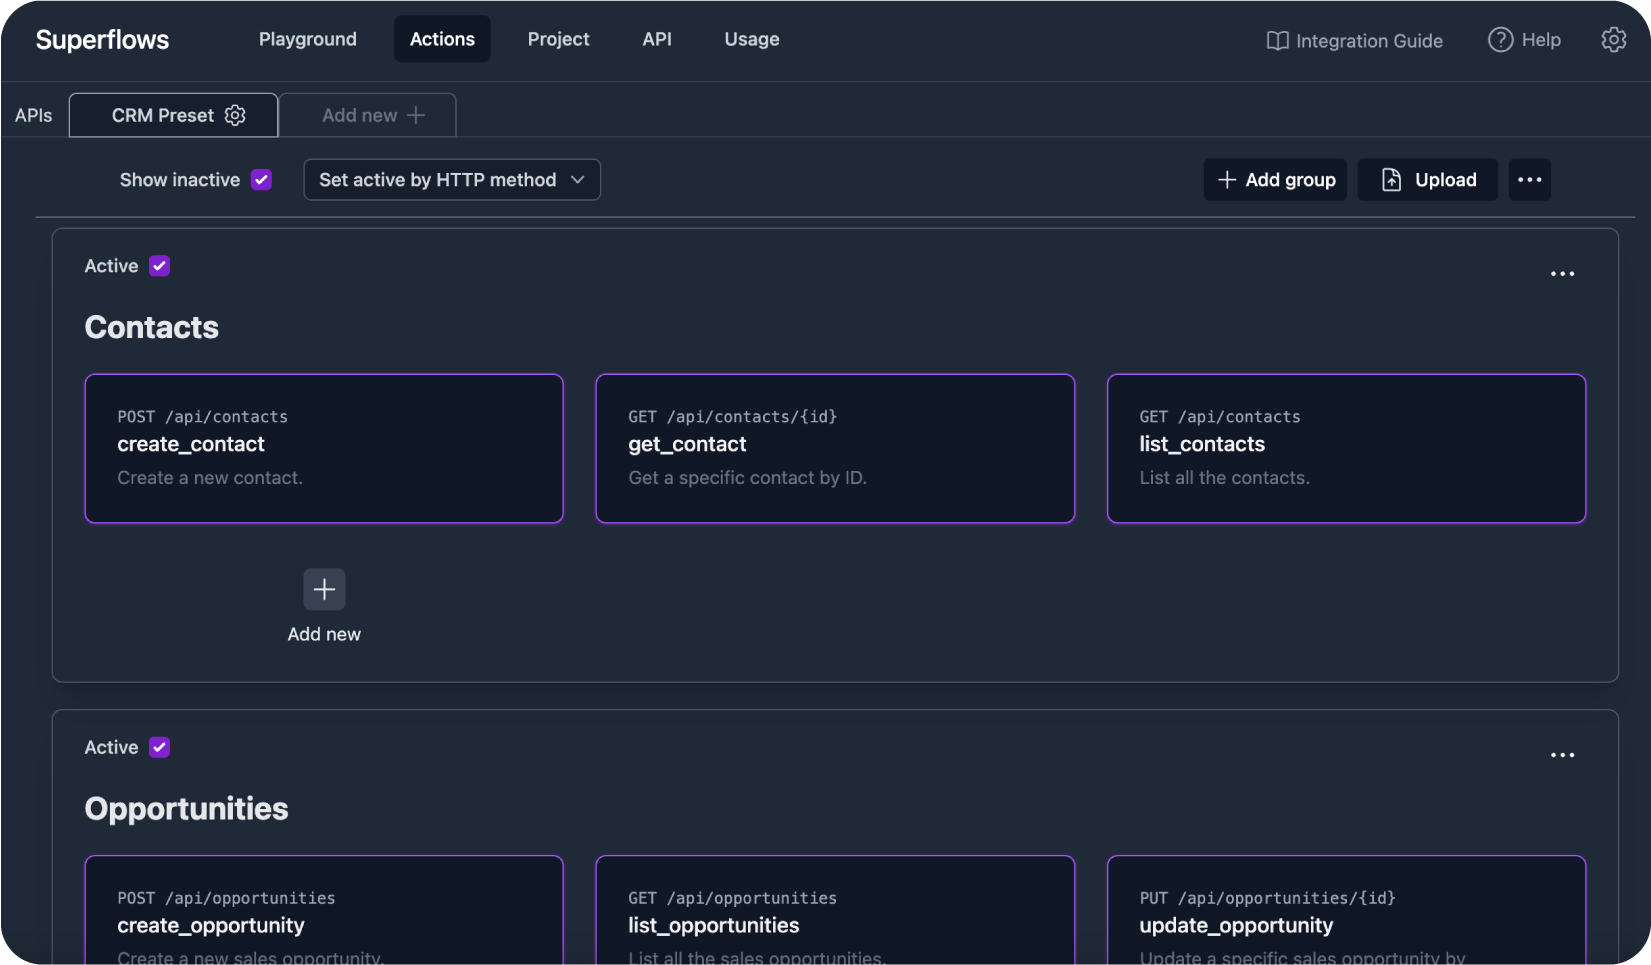 Superflows
Playground
Actions
Project
API
Usage
Integration Guide
Help
APIs
CRM Preset
Add new
Show inactive
Set active by HTTP method
Add group
Upload
Active
Contacts
POST /api/contacts
create_contact
Create a new contact.
GET /api/contacts/{id}
get_contact
Get a specific contact by ID.
GET /api/contacts
list_contacts
List all the contacts.
Add new
Active
Opportunities
POST /api/opportunities
create_opportunity
Create a new sales opportunity.
GET /api/opportunities
list_opportunities
List all the sales opportunities.
PUT /api/opportunities/{id}
update_opportunity
Update a specific sales opportunity by